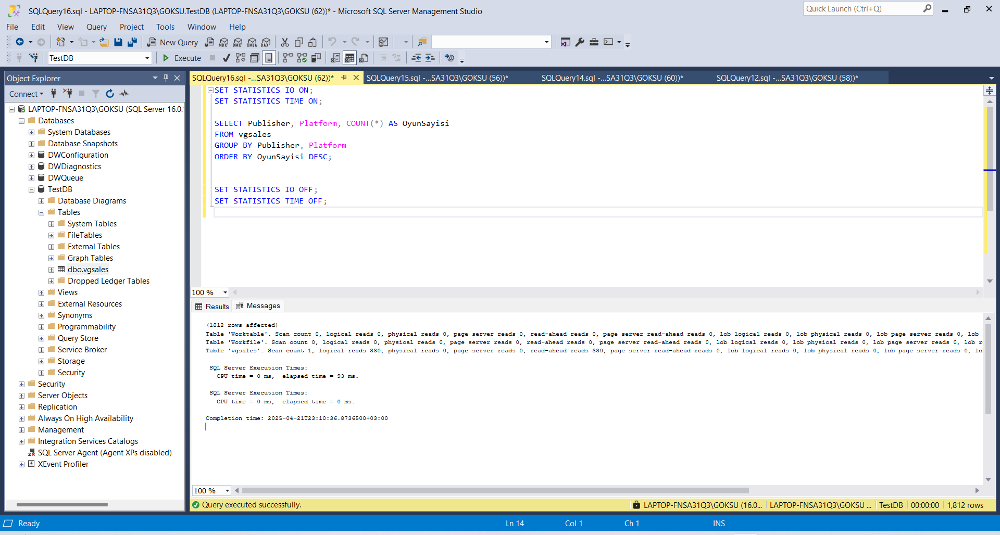 SQLQuery16.sql - LAPTOP-FNSA31Q3\GOKSU.TestDB (LAPTOP-FNSA31Q3\GOKSU (62))* - Microsoft SQL Server Management Studio
Quick Launch (Ctrl+Q)
File Edit View Query Project Tools Window Help
New Query MDX DMX XMLA DAX
TestDB Execute
Object Explorer
Connect
LAPTOP-FNSA31Q3\GOKSU (SQL Server 16.0.
Databases
System Databases
Database Snapshots
DWConfiguration
DWDiagnostics
DWQueue
TestDB
Database Diagrams
Tables
System Tables
FileTables
External Tables
Graph Tables
dbo.vgsales
Dropped Ledger Tables
Views
External Resources
Synonyms
Programmability
Query Store
Service Broker
Storage
Security
Security
Server Objects
Replication
Always On High Availability
Management
Integration Services Catalogs
SQL Server Agent (Agent XPs disabled)
XEvent Profiler
SQLQuery16.sql -...SA31Q3\GOKSU (62))* SQLQuery15.sql -...SA31Q3\GOKSU (56))* SQLQuery14.sql -...SA31Q3\GOKSU (60))* SQLQuery12.sql -...SA31Q3\GOKSU (58))*
SET STATISTICS IO ON;
SET STATISTICS TIME ON;
SELECT Publisher, Platform, COUNT(*) AS OyunSayisi
FROM vgsales
GROUP BY Publisher, Platform
ORDER BY OyunSayisi DESC;
SET STATISTICS IO OFF;
SET STATISTICS TIME OFF;
100 %
Results Messages
(1812 rows affected)
Table 'Worktable'. Scan count 0, logical reads 0, physical reads 0, page server reads 0, read-ahead reads 0, page server read-ahead reads 0, lob logical reads 0, lob physical reads 0, lob page server reads 0, lob
Table 'Workfile'. Scan count 0, logical reads 0, physical reads 0, page server reads 0, read-ahead reads 0, page server read-ahead reads 0, lob logical reads 0, lob physical reads 0, lob page server reads 0, lob r
Table 'vgsales'. Scan count 1, logical reads 330, physical reads 0, page server reads 0, read-ahead reads 330, page server read-ahead reads 0, lob logical reads 0, lob physical reads 0, lob page server reads 0, lob
SQL Server Execution Times:
CPU time = 0 ms, elapsed time = 93 ms.
SQL Server Execution Times:
CPU time = 0 ms, elapsed time = 0 ms.
Completion time: 2025-04-21T23:10:36.8736500+03:00
100 %
Query executed successfully. LAPTOP-FNSA31Q3\GOKSU (16.0... LAPTOP-FNSA31Q3\GOKSU ... TestDB 00:00:00 1,812 rows
Ready Ln 14 Col 1 Ch 1 INS